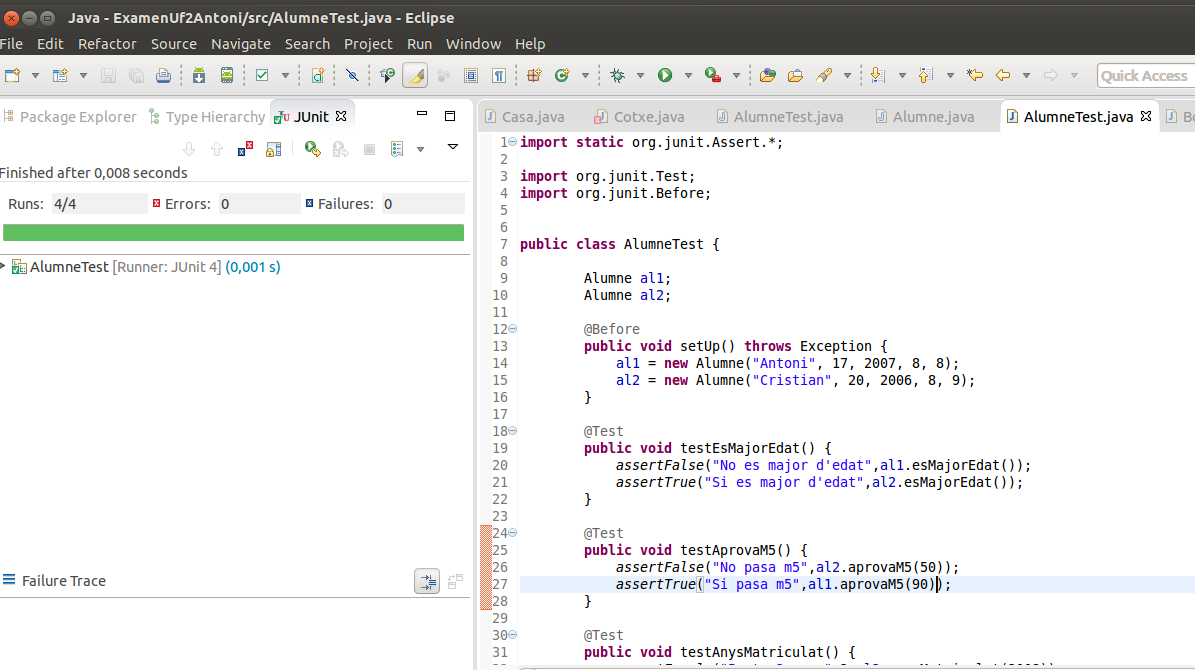 Java - ExamenUf2Antoni/src/AlumneTest.java - Eclipse
File Edit Refactor Source Navigate Search Project Run Window Help
Quick Access
Package Explorer Type Hierarchy JUnit
Finished after 0,008 seconds
Runs: 4/4 Errors: 0 Failures: 0
AlumneTest [Runner: JUnit 4] (0,001 s)
Failure Trace
Casa.java Cotxe.java AlumneTest.java Alumne.java AlumneTest.java
1 import static org.junit.Assert.*;
2
3 import org.junit.Test;
4 import org.junit.Before;
5
6
7 public class AlumneTest {
8
9 Alumne al1;
10 Alumne al2;
11
12 @Before
13 public void setUp() throws Exception {
14 al1 = new Alumne("Antoni", 17, 2007, 8, 8);
15 al2 = new Alumne("Cristian", 20, 2006, 8, 9);
16 }
17
18 @Test
19 public void testEsMajorEdat() {
20 assertFalse("No es major d'edat",al1.esMajorEdat());
21 assertTrue("Si es major d'edat",al2.esMajorEdat());
22 }
23
24 @Test
25 public void testAprovaM5() {
26 assertFalse("No pasa m5",al2.aprovaM5(50));
27 assertTrue("Si pasa m5",al1.aprovaM5(90));
28 }
29
30 @Test
31 public void testAnysMatriculat() {